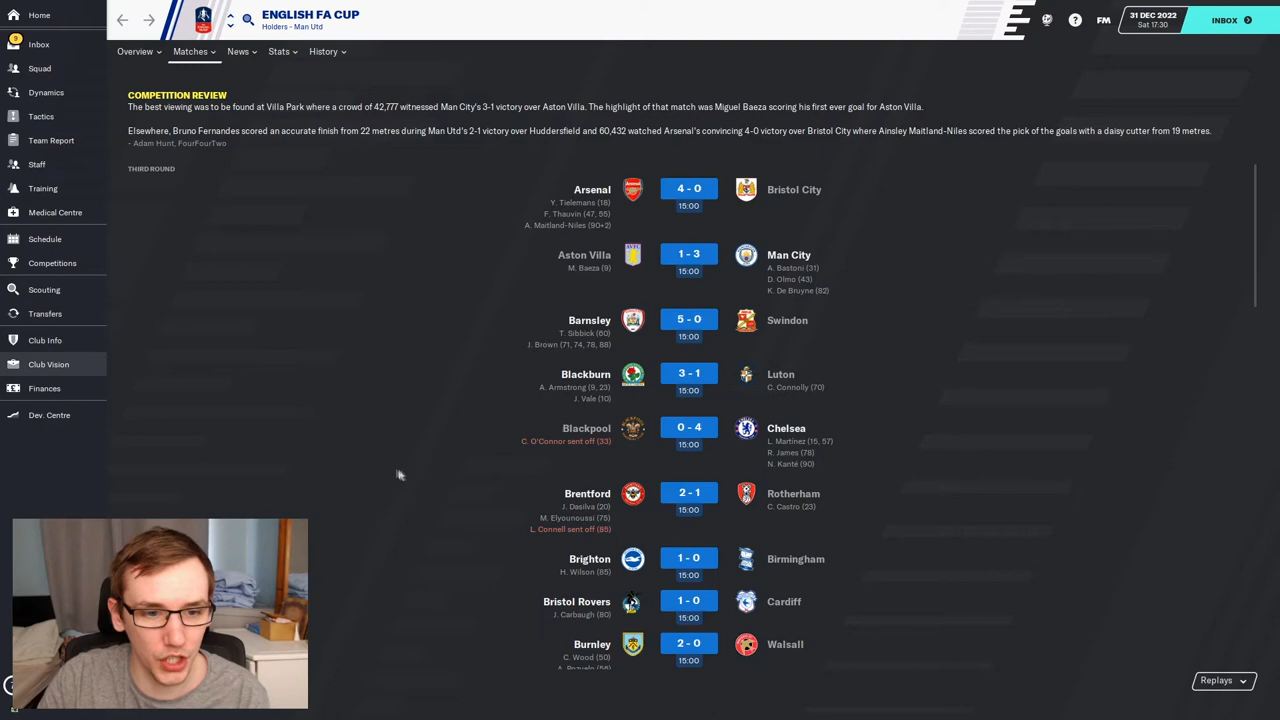 Home
9
Inbox
Squad
Dynamics
Tactics
Team Report
Staff
Training
Medical Centre
Schedule
Competitions
Scouting
Transfers
Club Info
Club Vision
Finances
Dev. Centre
ENGLISH FA CUP
Holders - Man Utd
FM
31 DEC 2022
Sat 17:30
INBOX
Overview
Matches
News
Stats
History
COMPETITION REVIEW
The best viewing was to be found at Villa Park where a crowd of 42,777 witnessed Man City's 3-1 victory over Aston Villa. The highlight of that match was Miguel Baeza scoring his first ever goal for Aston Villa.
Elsewhere, Bruno Fernandes scored an accurate finish from 22 metres during Man Utd's 2-1 victory over Huddersfield and 60,432 watched Arsenal's convincing 4-0 victory over Bristol City where Ainsley Maitland-Niles scored the pick of the goals with a daisy cutter from 19 metres.
- Adam Hunt, FourFourTwo
THIRD ROUND
Arsenal 4 - 0 Bristol City
Y. Tielemans (18) 15:00
F. Thauvin (47, 55)
A. Maitland-Niles (90+2)
Aston Villa 1 - 3 Man City
M. Baeza (9) 15:00 A. Bastoni (31)
D. Olmo (43)
K. De Bruyne (82)
Barnsley 5 - 0 Swindon
T. Sibbick (60) 15:00
J. Brown (71, 74, 78, 88)
Blackburn 3 - 1 Luton
A. Armstrong (9, 23) 15:00 C. Connolly (70)
J. Vale (10)
Blackpool 0 - 4 Chelsea
C. O'Connor sent off (33) 15:00 L. Martínez (15, 57)
R. James (78)
N. Kanté (90)
Brentford 2 - 1 Rotherham
J. Dasilva (20) 15:00 C. Castro (23)
M. Elyounoussi (75)
L. Connell sent off (85)
Brighton 1 - 0 Birmingham
H. Wilson (85) 15:00
Bristol Rovers 1 - 0 Cardiff
J. Carbaugh (80) 15:00
Burnley 2 - 0 Walsall
C. Wood (50) 15:00
A. Pozuelo (56)
Replays